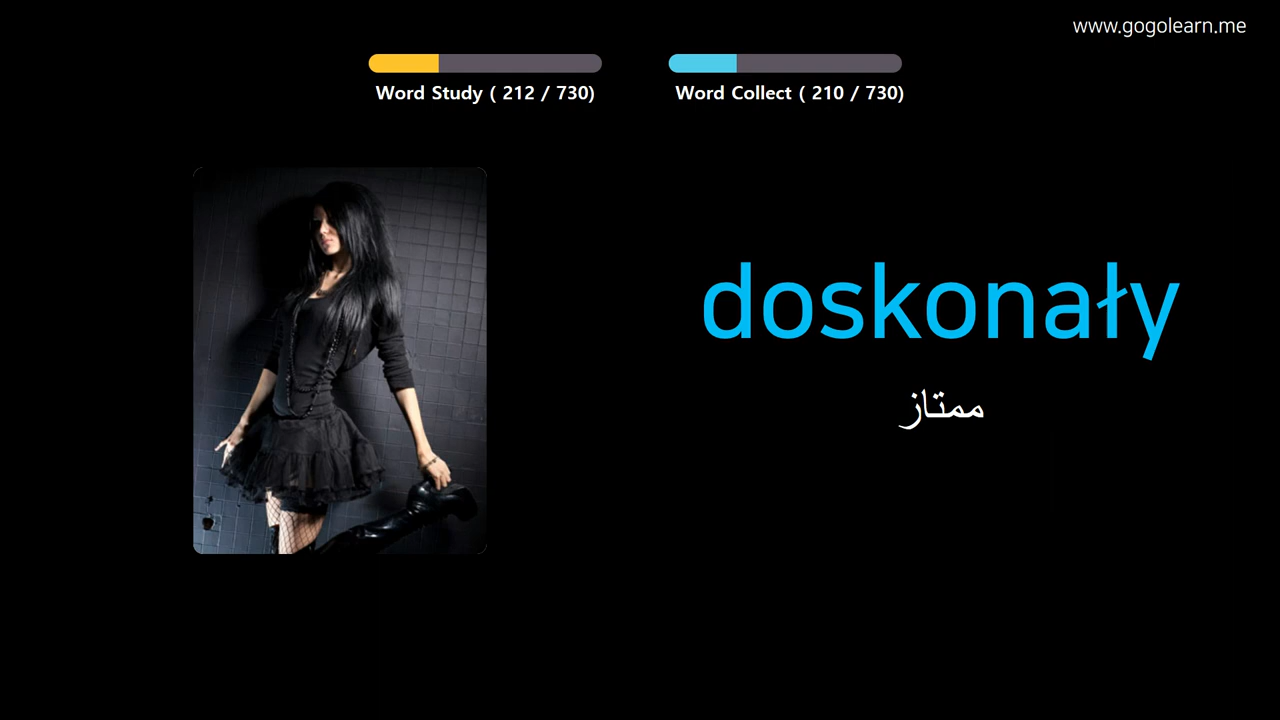 www.gogolearn.me
Word Study ( 212 / 730)
Word Collect ( 210 / 730)
doskonały
ممتاز